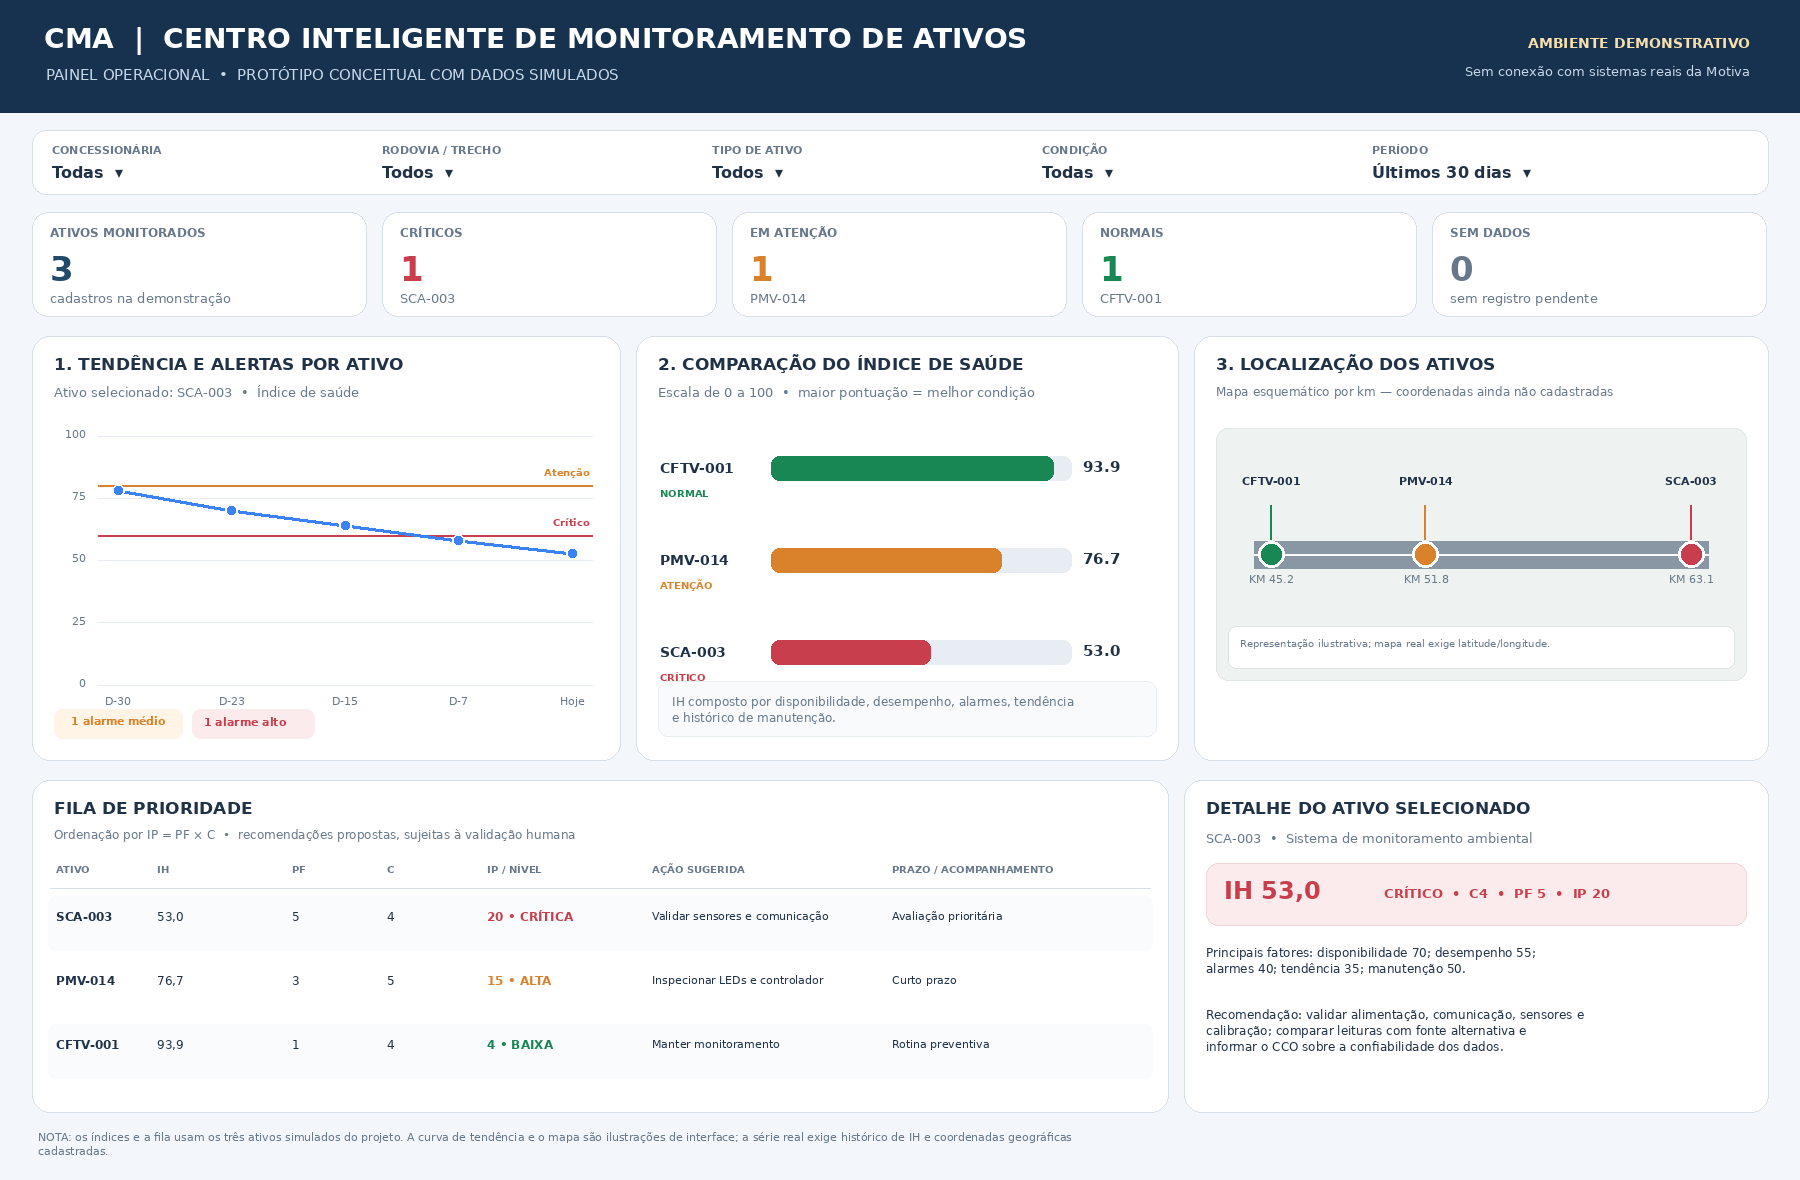 CMA | CENTRO INTELIGENTE DE MONITORAMENTO DE ATIVOS
PAINEL OPERACIONAL • PROTÓTIPO CONCEITUAL COM DADOS SIMULADOS
AMBIENTE DEMONSTRATIVO
Sem conexão com sistemas reais da Motiva
CONCESSIONÁRIA
Todas ▾
RODOVIA / TRECHO
Todos ▾
TIPO DE ATIVO
Todos ▾
CONDIÇÃO
Todas ▾
PERÍODO
Últimos 30 dias ▾
ATIVOS MONITORADOS
3
cadastros na demonstração
CRÍTICOS
1
SCA-003
EM ATENÇÃO
1
PMV-014
NORMAIS
1
CFTV-001
SEM DADOS
0
sem registro pendente
1. TENDÊNCIA E ALERTAS POR ATIVO
Ativo selecionado: SCA-003 • Índice de saúde
100
Atenção
75
Crítico
50
25
0
D-30 D-23 D-15 D-7 Hoje
1 alarme médio
1 alarme alto
2. COMPARAÇÃO DO ÍNDICE DE SAÚDE
Escala de 0 a 100 • maior pontuação = melhor condição
CFTV-001 93.9
NORMAL
PMV-014 76.7
ATENÇÃO
SCA-003 53.0
CRÍTICO
IH composto por disponibilidade, desempenho, alarmes, tendência
e histórico de manutenção.
3. LOCALIZAÇÃO DOS ATIVOS
Mapa esquemático por km — coordenadas ainda não cadastradas
CFTV-001 PMV-014 SCA-003
KM 45.2 KM 51.8 KM 63.1
Representação ilustrativa; mapa real exige latitude/longitude.
FILA DE PRIORIDADE
Ordenação por IP = PF × C • recomendações propostas, sujeitas à validação humana
ATIVO IH PF C IP / NÍVEL AÇÃO SUGERIDA PRAZO / ACOMPANHAMENTO
SCA-003 53,0 5 4 20 • CRÍTICA Validar sensores e comunicação Avaliação prioritária
PMV-014 76,7 3 5 15 • ALTA Inspecionar LEDs e controlador Curto prazo
CFTV-001 93,9 1 4 4 • BAIXA Manter monitoramento Rotina preventiva
DETALHE DO ATIVO SELECIONADO
SCA-003 • Sistema de monitoramento ambiental
IH 53,0 CRÍTICO • C4 • PF 5 • IP 20
Principais fatores: disponibilidade 70; desempenho 55;
alarmes 40; tendência 35; manutenção 50.
Recomendação: validar alimentação, comunicação, sensores e
calibração; comparar leituras com fonte alternativa e
informar o CCO sobre a confiabilidade dos dados.
NOTA: os índices e a fila usam os três ativos simulados do projeto. A curva de tendência e o mapa são ilustrações de interface; a série real exige histórico de IH e coordenadas geográficas
cadastradas.